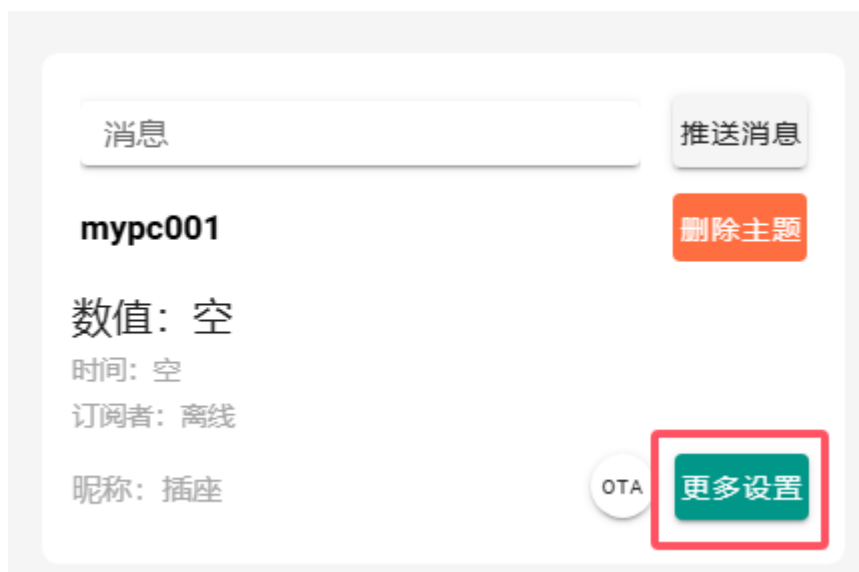 消息
推送消息
mypc001
删除主题
数值：空
时间：空
订阅者：离线
昵称：插座
OTA
更多设置